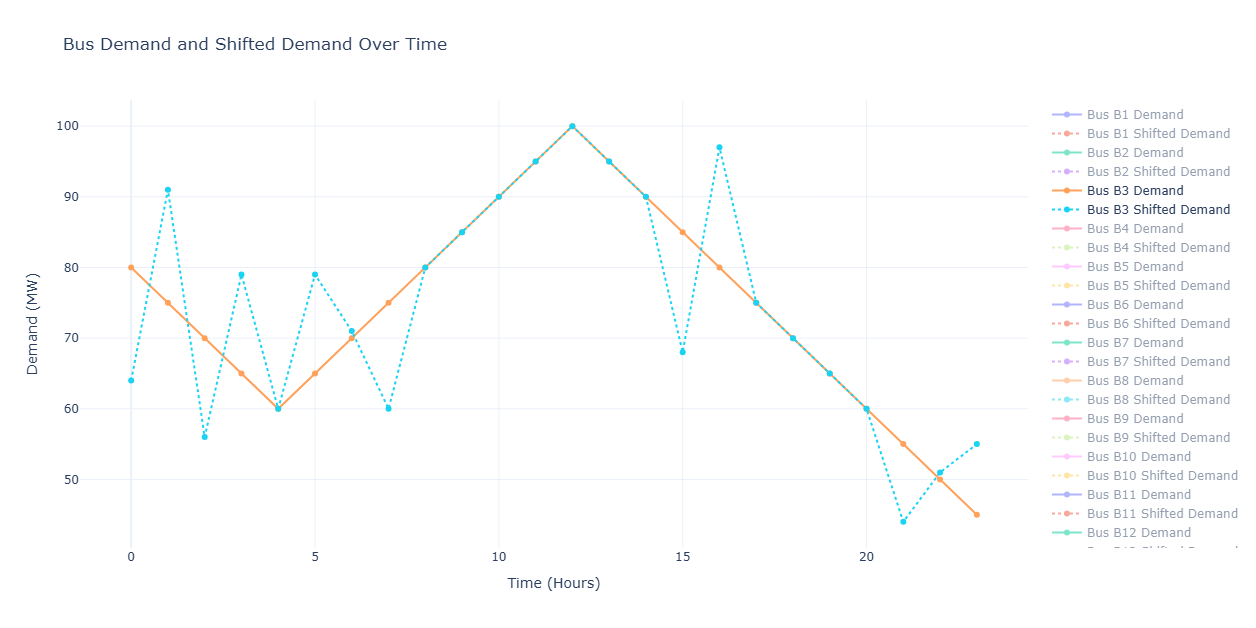 Bus Demand and Shifted Demand Over Time
Demand (MW)
100
90
80
70
60
50
0
5
10
15
20
Time (Hours)
Bus B1 Demand
Bus B1 Shifted Demand
Bus B2 Demand
Bus B2 Shifted Demand
Bus B3 Demand
Bus B3 Shifted Demand
Bus B4 Demand
Bus B4 Shifted Demand
Bus B5 Demand
Bus B5 Shifted Demand
Bus B6 Demand
Bus B6 Shifted Demand
Bus B7 Demand
Bus B7 Shifted Demand
Bus B8 Demand
Bus B8 Shifted Demand
Bus B9 Demand
Bus B9 Shifted Demand
Bus B10 Demand
Bus B10 Shifted Demand
Bus B11 Demand
Bus B11 Shifted Demand
Bus B12 Demand